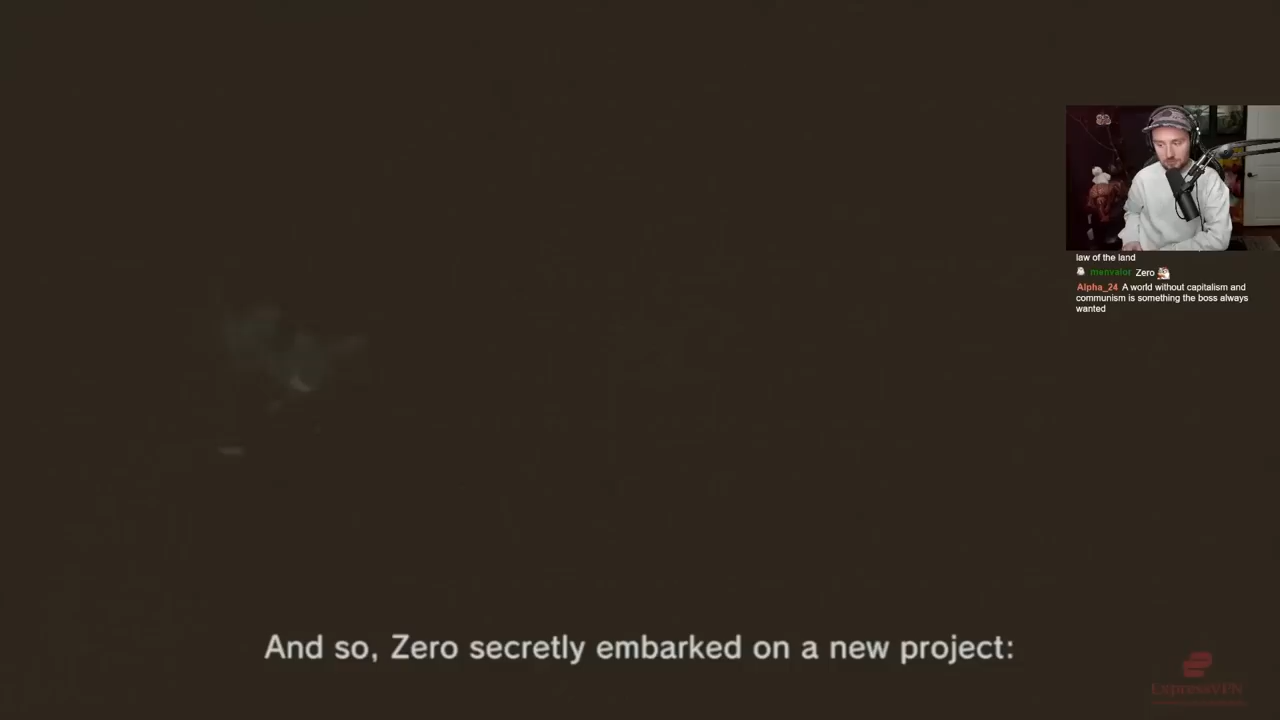 law of the land
menvalor Zero
Alpha_24 A world without capitalism and
communism is something the boss always
wanted
And so, Zero secretly embarked on a new project:
ExpressVPN